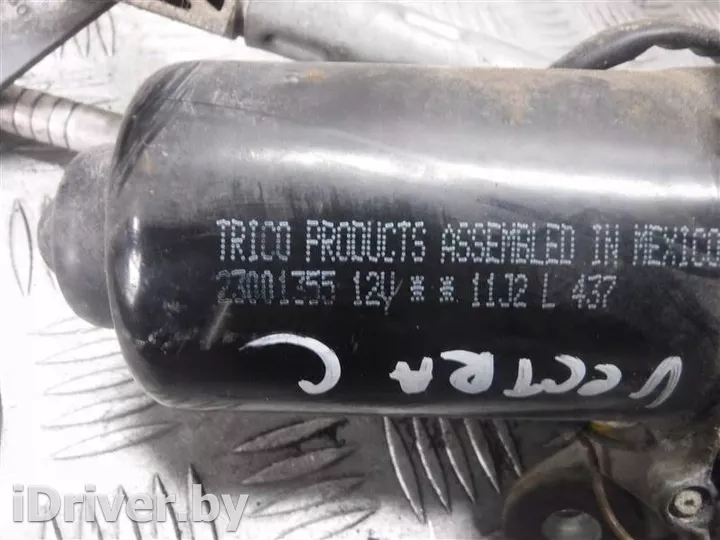 TRICO PRODUCTS ASSEMBLED IN MEXICO
23001355 12V * * 11J2 L 437
VECTRA C
iDriver.by